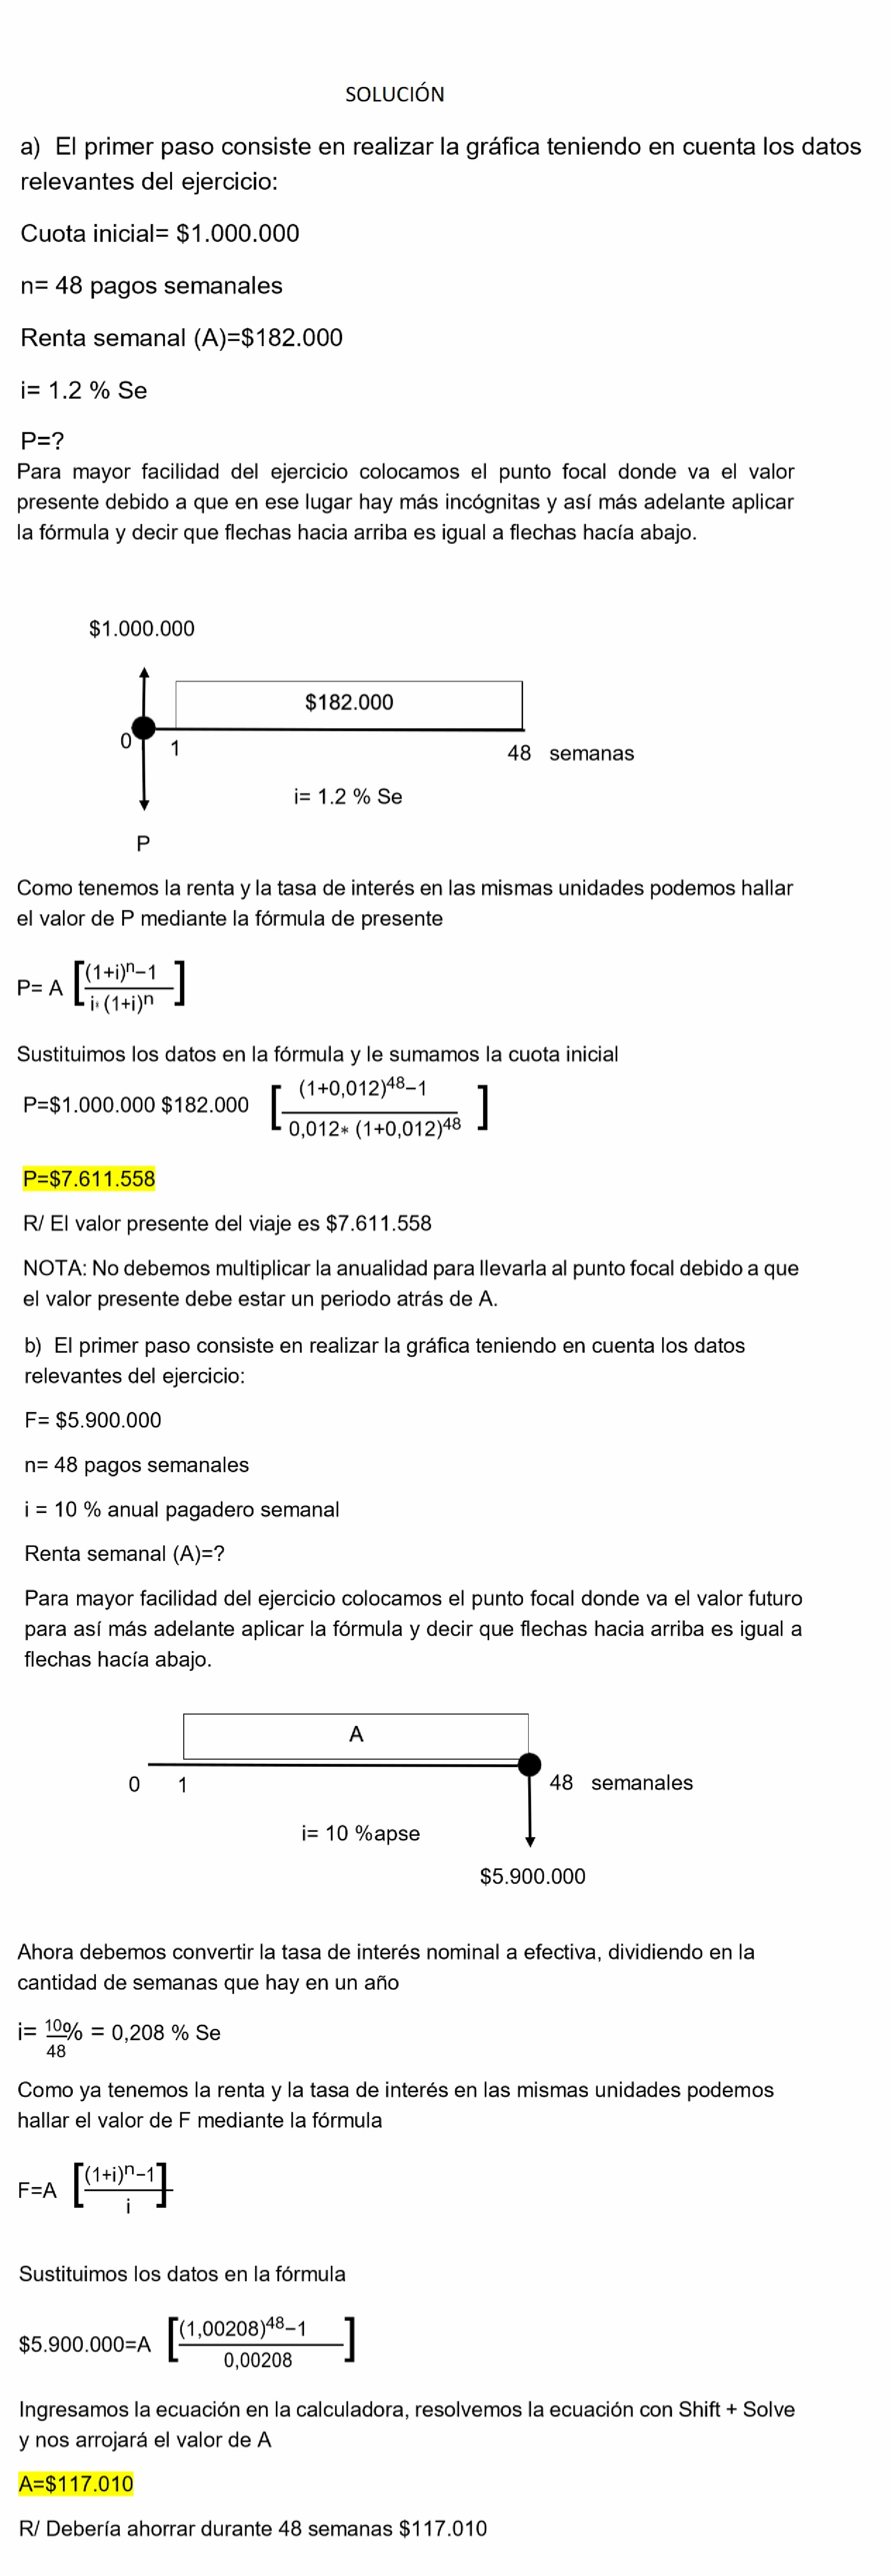 SOLUCIÓN
a) El primer paso consiste en realizar la gráfica teniendo en cuenta los datos
relevantes del ejercicio:
Cuota inicial= $1.000.000
n= 48 pagos semanales
Renta semanal (A)=$182.000
i= 1.2 % Se
P=?
Para mayor facilidad del ejercicio colocamos el punto focal donde va el valor
presente debido a que en ese lugar hay más incógnitas y así más adelante aplicar
la fórmula y decir que flechas hacia arriba es igual a flechas hacía abajo.
$1.000.000
$182.000
0 1 48 semanas
i= 1.2 % Se
P
Como tenemos la renta y la tasa de interés en las mismas unidades podemos hallar
el valor de P mediante la fórmula de presente
P= A [(1+i)^n−1 / i* (1+i)^n]
Sustituimos los datos en la fórmula y le sumamos la cuota inicial
P=$1.000.000 $182.000 [(1+0,012)^48−1 / 0,012* (1+0,012)^48]
P=$7.611.558
R/ El valor presente del viaje es $7.611.558
NOTA: No debemos multiplicar la anualidad para llevarla al punto focal debido a que
el valor presente debe estar un periodo atrás de A.
b) El primer paso consiste en realizar la gráfica teniendo en cuenta los datos
relevantes del ejercicio:
F= $5.900.000
n= 48 pagos semanales
i = 10 % anual pagadero semanal
Renta semanal (A)=?
Para mayor facilidad del ejercicio colocamos el punto focal donde va el valor futuro
para así más adelante aplicar la fórmula y decir que flechas hacia arriba es igual a
flechas hacía abajo.
A
0 1 48 semanales
i= 10 %apse
$5.900.000
Ahora debemos convertir la tasa de interés nominal a efectiva, dividiendo en la
cantidad de semanas que hay en un año
i= 10/48 % = 0,208 % Se
Como ya tenemos la renta y la tasa de interés en las mismas unidades podemos
hallar el valor de F mediante la fórmula
F=A [(1+i)^n−1 / i]
Sustituimos los datos en la fórmula
$5.900.000=A [(1,00208)^48−1 / 0,00208]
Ingresamos la ecuación en la calculadora, resolvemos la ecuación con Shift + Solve
y nos arrojará el valor de A
A=$117.010
R/ Debería ahorrar durante 48 semanas $117.010